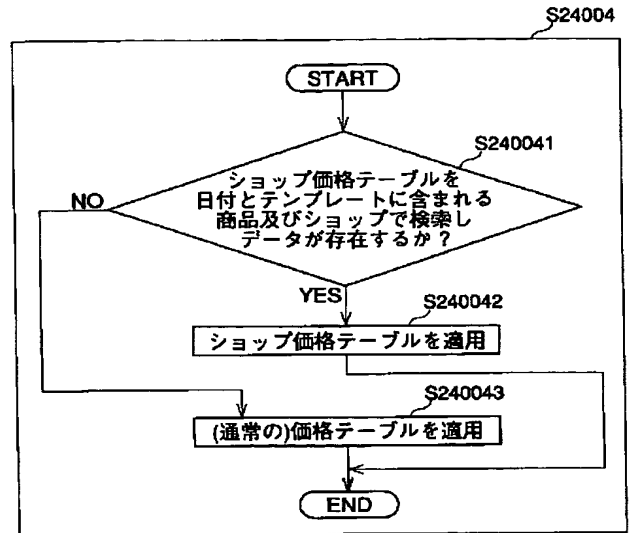 S24004
START
S240041
ショップ価格テーブルを
日付とテンプレートに含まれる
商品及びショップで検索し
データが存在するか？
NO
YES
S240042
ショップ価格テーブルを適用
S240043
(通常の)価格テーブルを適用
END